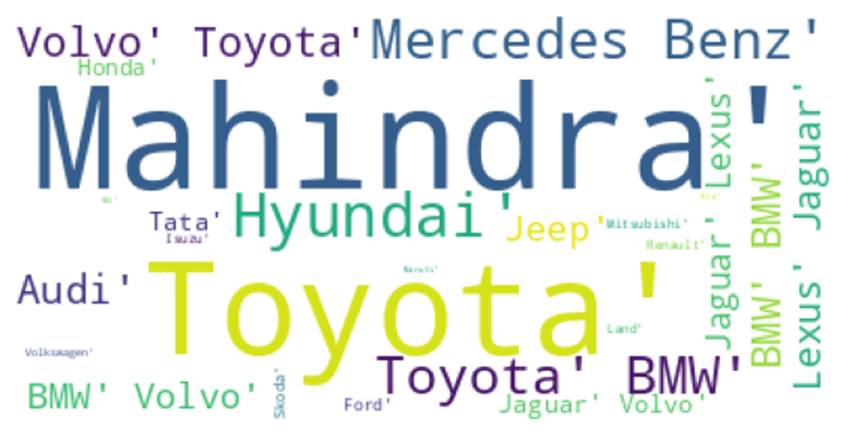 Volvo' Toyota'
Mercedes Benz'
Honda'
Mahindra'
Lexus'
Jaguar'
Hyundai'
Tata'
Isuzu'
Jeep'
Mitsubishi'
Renault'
Jaguar' Lexus'
BMW' BMW'
Audi'
Toyota'
Maruti'
Land'
Volkswagen'
Toyota' BMW'
BMW' Volvo'
Skoda'
Ford'
Jaguar' Volvo'